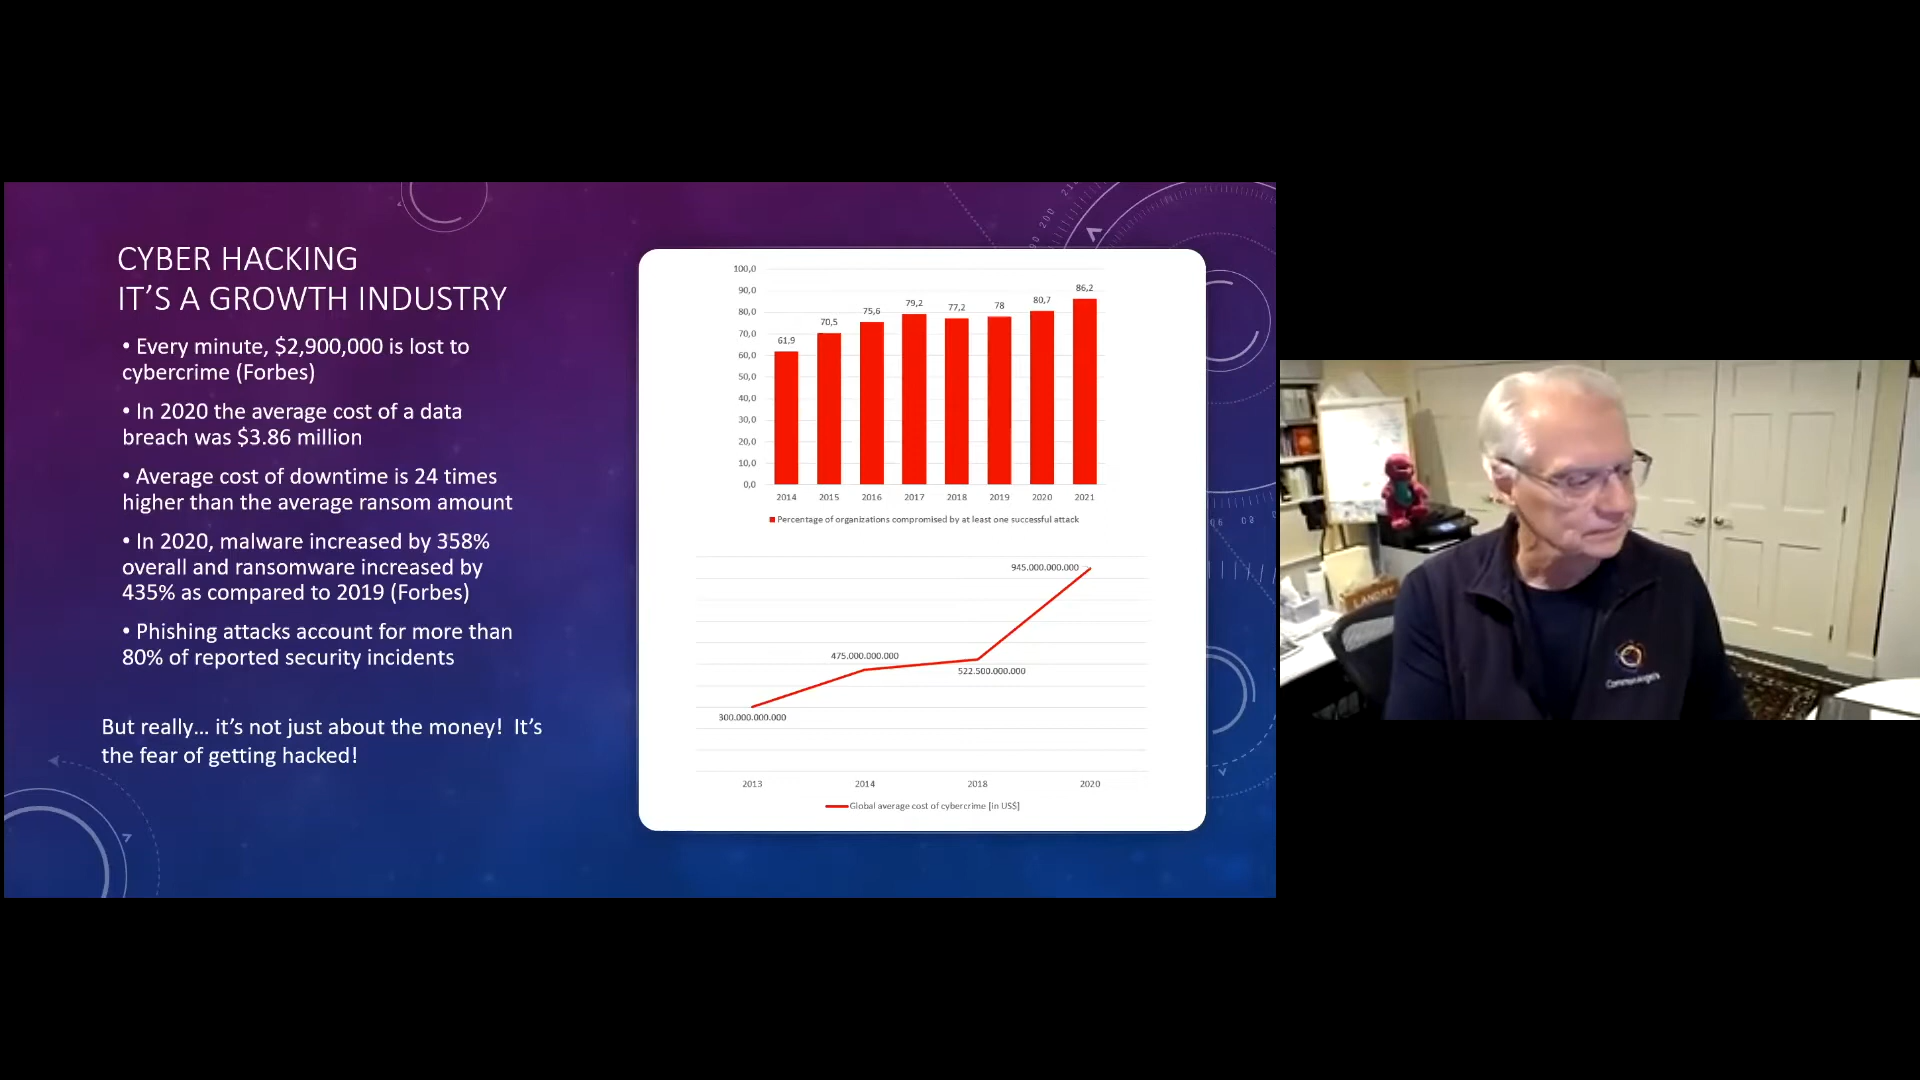 CYBER HACKING
IT'S A GROWTH INDUSTRY
• Every minute, $2,900,000 is lost to
cybercrime (Forbes)
• In 2020 the average cost of a data
breach was $3.86 million
• Average cost of downtime is 24 times
higher than the average ransom amount
• In 2020, malware increased by 358%
overall and ransomware increased by
435% as compared to 2019 (Forbes)
• Phishing attacks account for more than
80% of reported security incidents
But really... it's not just about the money!  It's
the fear of getting hacked!
100,0
90,0
80,0
70,0
60,0
50,0
40,0
30,0
20,0
10,0
0,0
61,9
70,5
75,6
79,2
77,2
78
80,7
86,2
2014 2015 2016 2017 2018 2019 2020 2021
Percentage of organizations compromised by at least one successful attack
945.000.000.000
475.000.000.000
522.500.000.000
300.000.000.000
2013 2014 2018 2020
Global average cost of cybercrime [in US$]
200
LANDRY